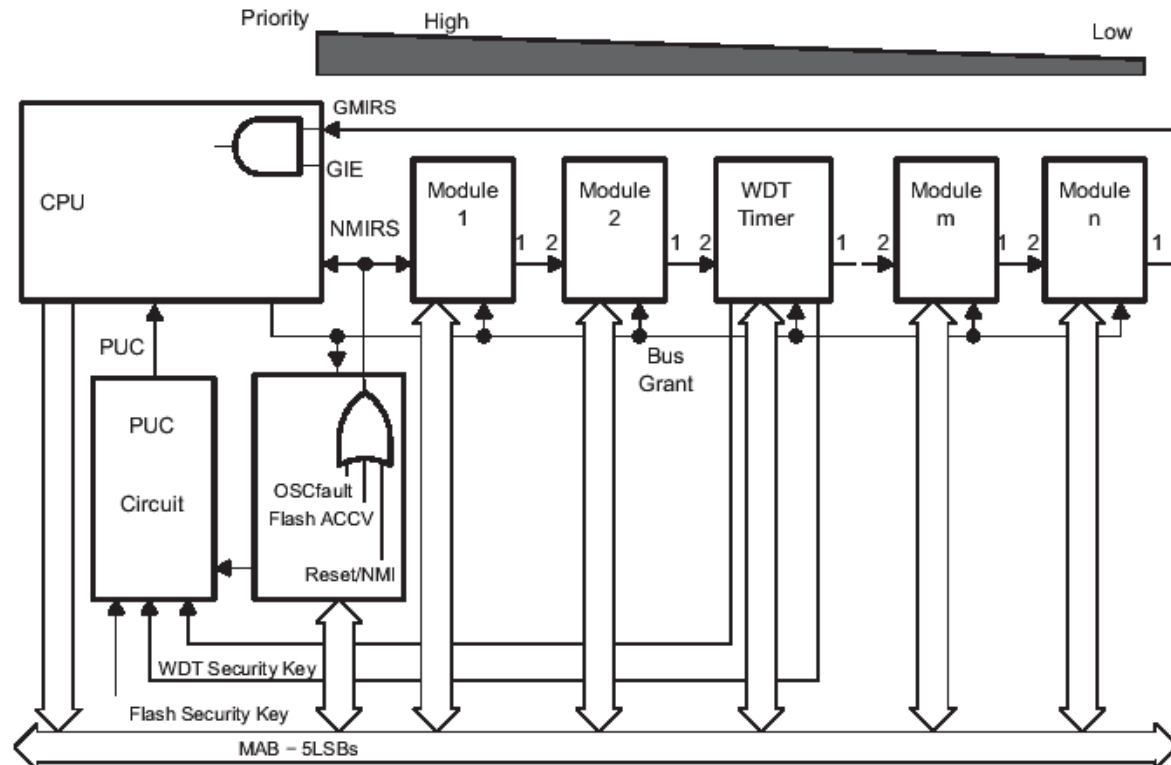 Priority
High
Low
GMIRS
GIE
CPU
NMIRS
Module
1
Module
2
WDT
Timer
Module
m
Module
n
1 2
1 2
1 2
1 2
1
PUC
Bus
Grant
PUC
Circuit
OSCfault
Flash ACCV
Reset/NMI
WDT Security Key
Flash Security Key
MAB − 5LSBs